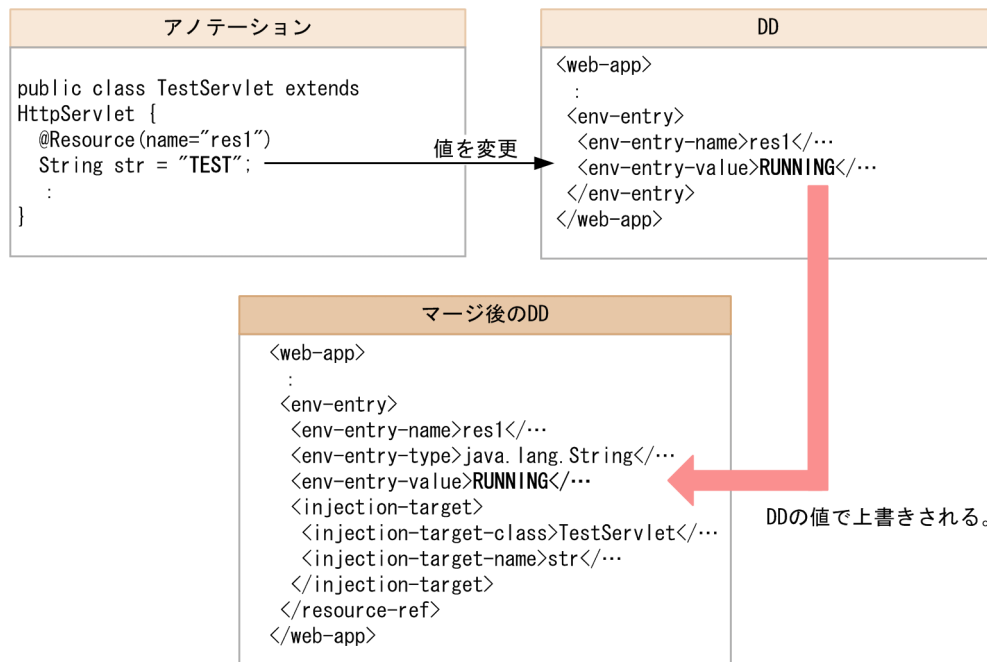 アノテーション
public class TestServlet extends
HttpServlet {
@Resource(name="res1")
String str = "TEST";
:
}
値を変更
DD
<web-app>
:
<env-entry>
<env-entry-name>res1</…
<env-entry-value>RUNNING</…
</env-entry>
</web-app>
マージ後のDD
<web-app>
:
<env-entry>
<env-entry-name>res1</…
<env-entry-type>java.lang.String</…
<env-entry-value>RUNNING</…
<injection-target>
<injection-target-class>TestServlet</…
<injection-target-name>str</…
</injection-target>
</resource-ref>
</web-app>
DDの値で上書きされる。